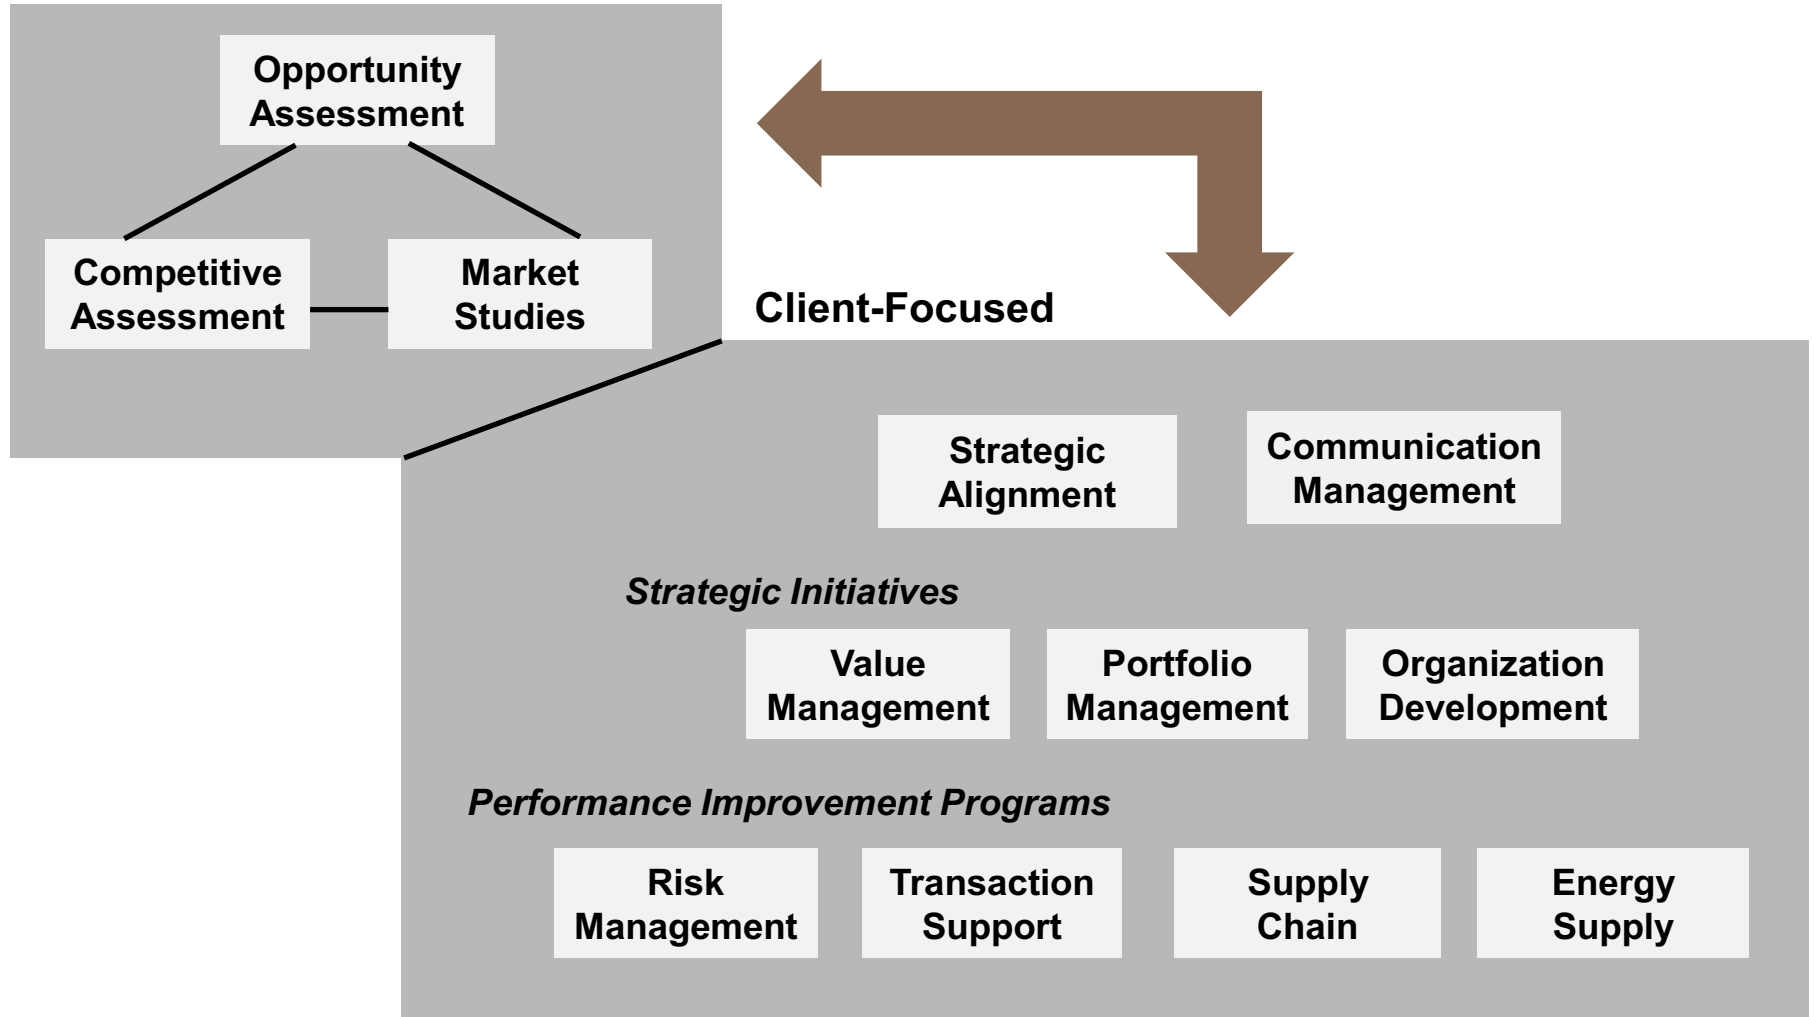 Opportunity
Assessment
Competitive
Assessment
Market
Studies
Client-Focused
Strategic
Alignment
Communication
Management
Strategic Initiatives
Value
Management
Portfolio
Management
Organization
Development
Performance Improvement Programs
Risk
Management
Transaction
Support
Supply
Chain
Energy
Supply